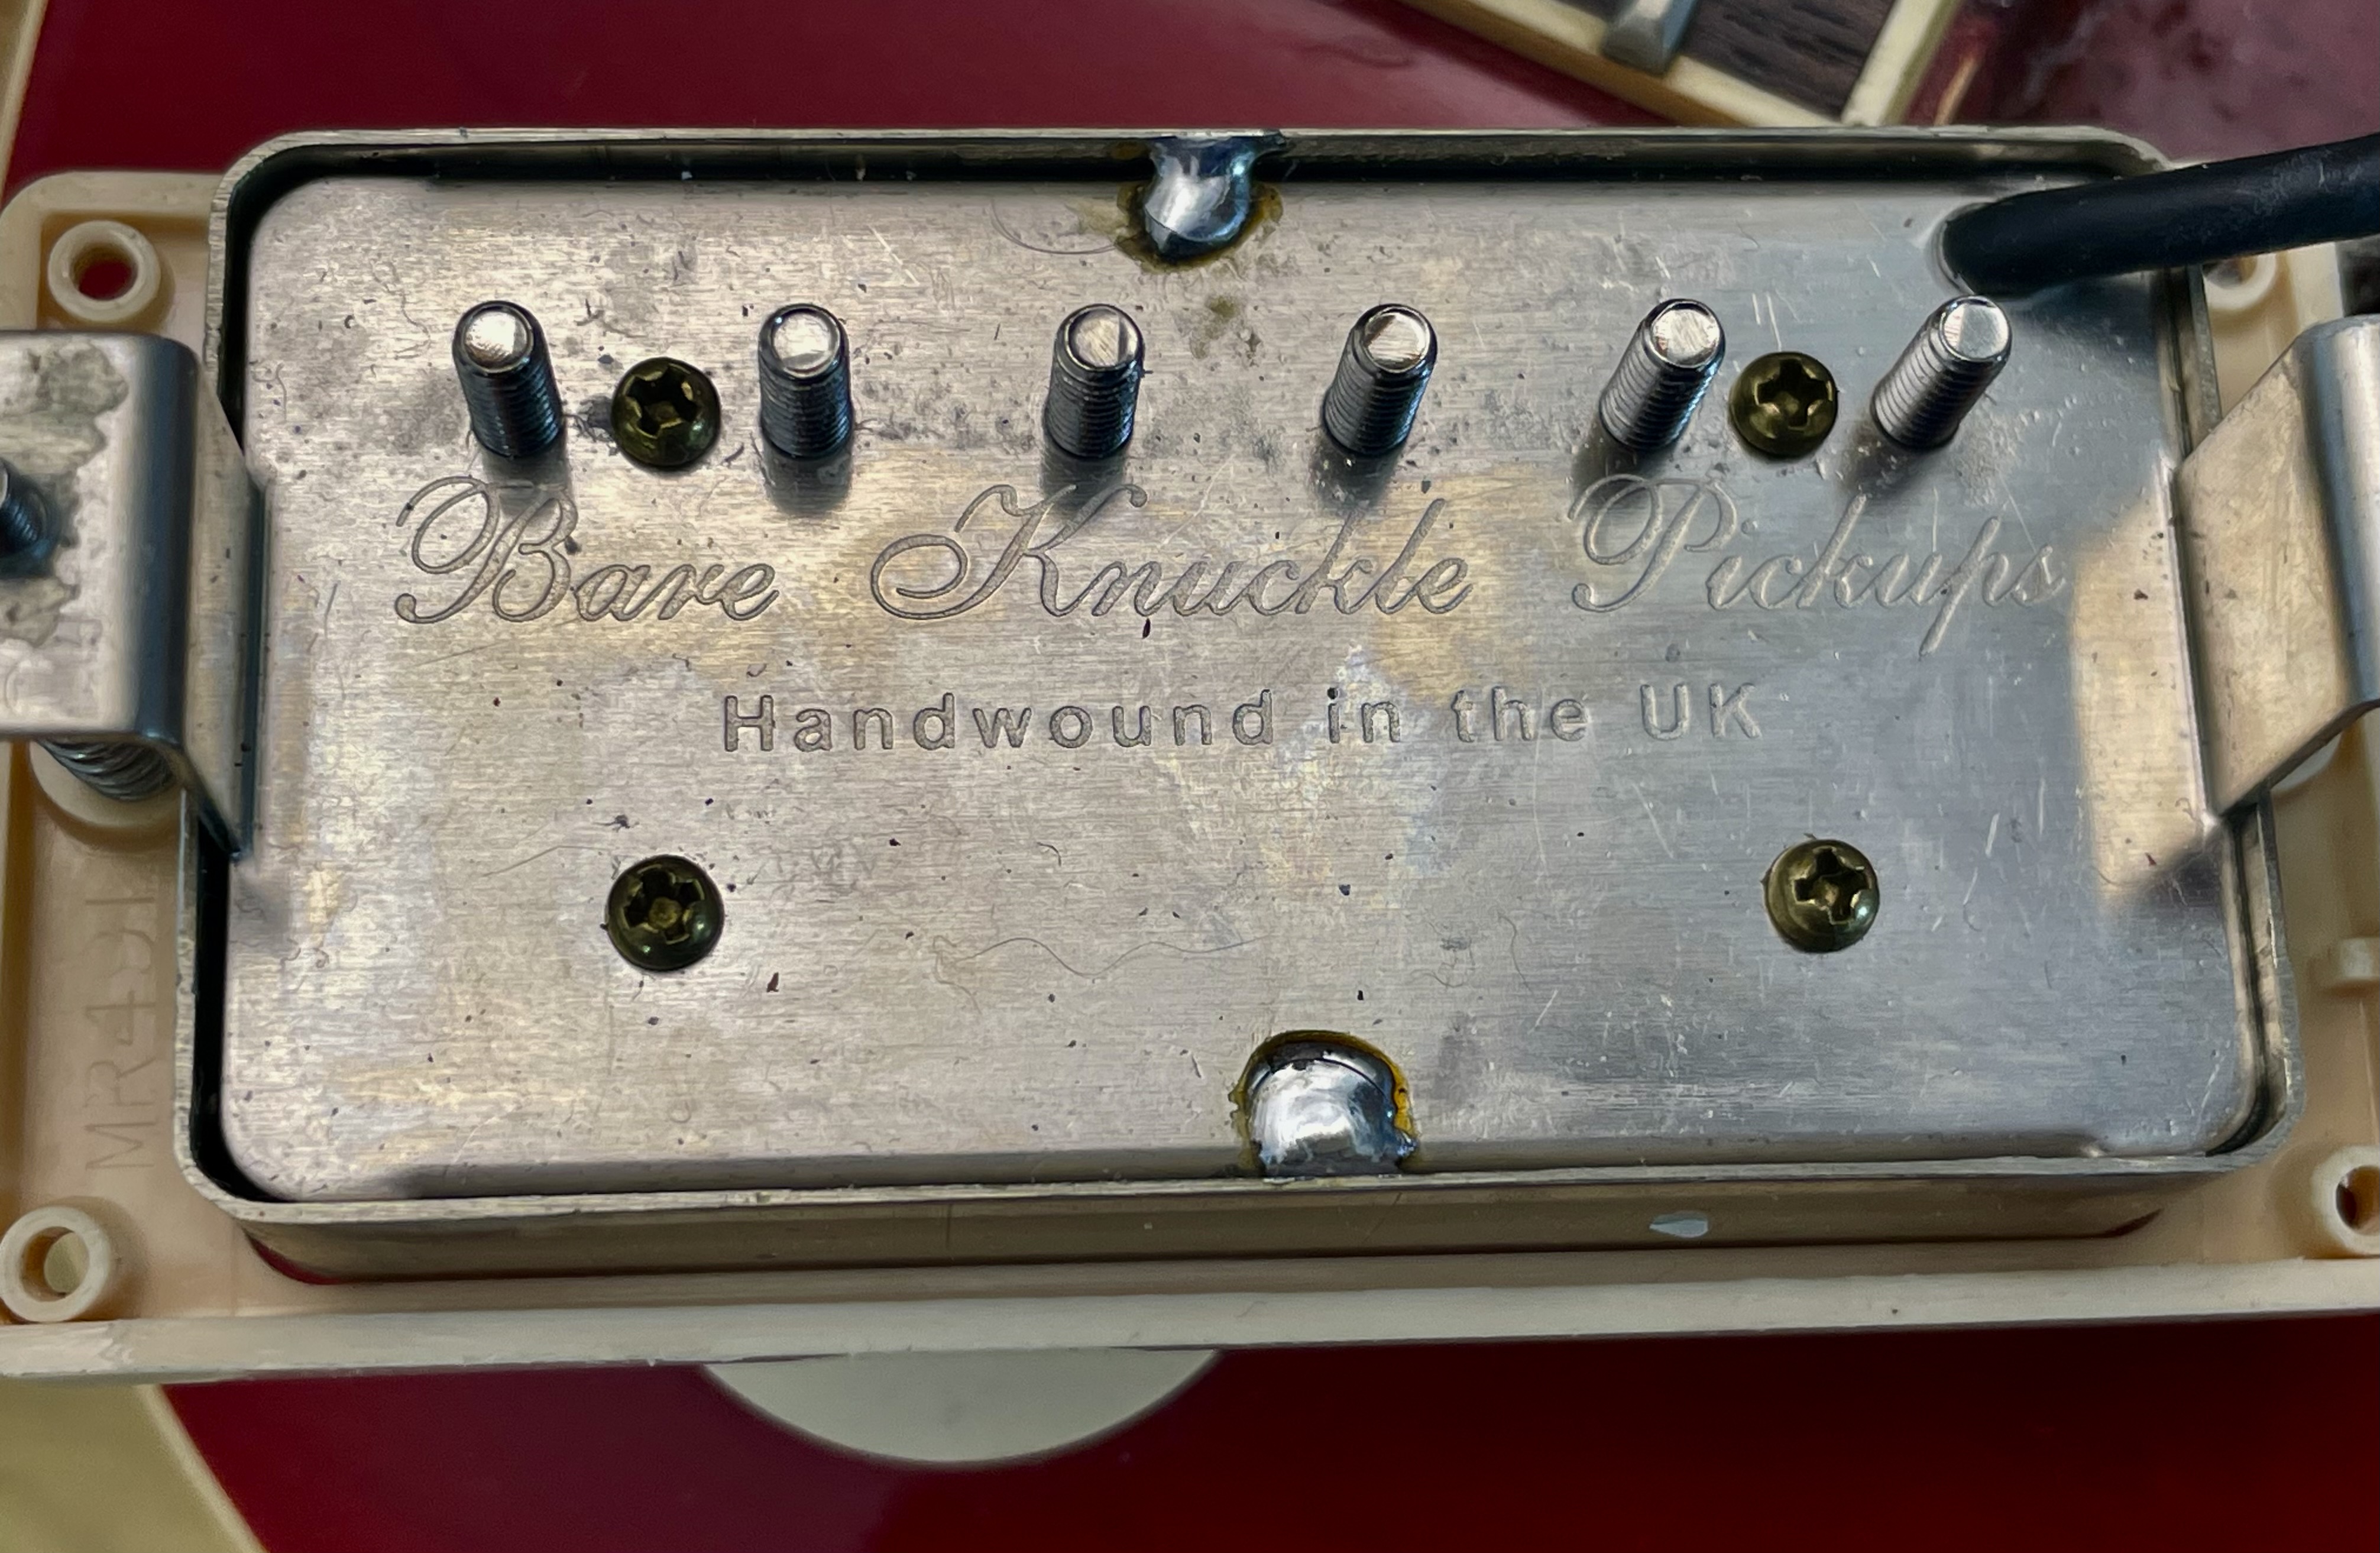 Bare Knuckle Pickups
Handwound in the UK